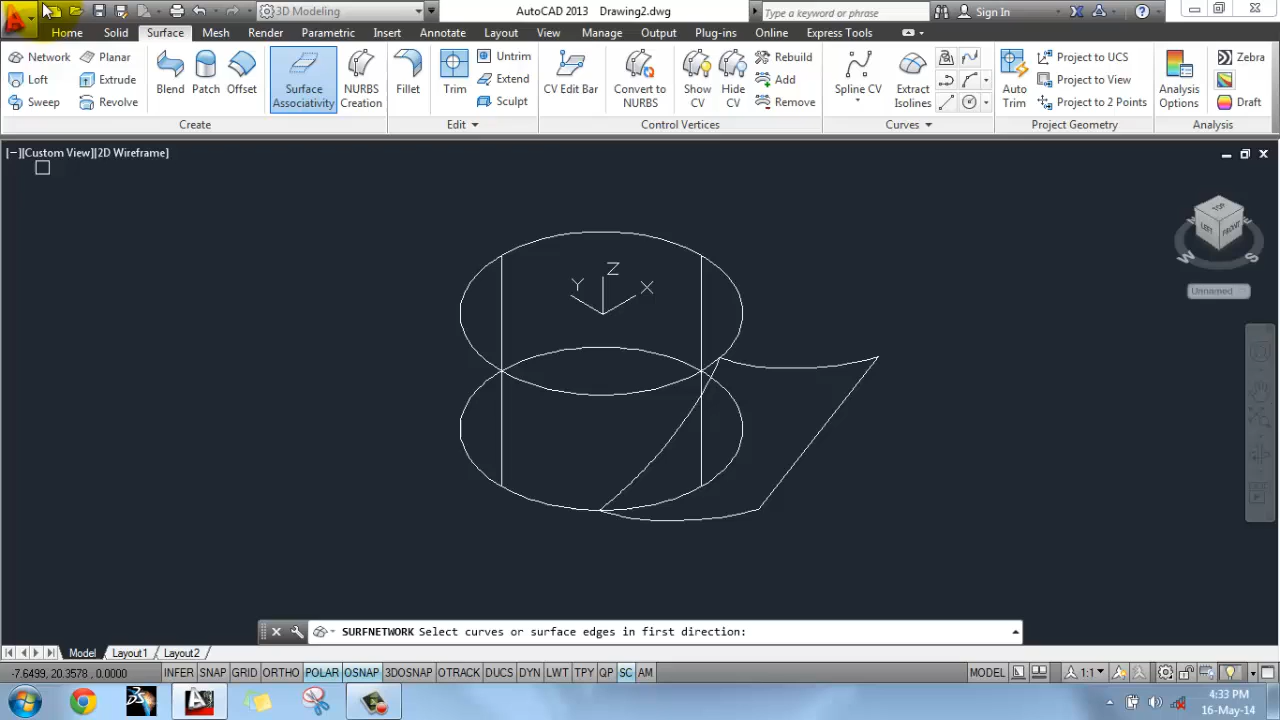 3D Modeling
AutoCAD 2013 Drawing2.dwg
Type a keyword or phrase
Sign In
Home Solid Surface Mesh Render Parametric Insert Annotate Layout View Manage Output Plug-ins Online Express Tools
Network Planar
Loft Extrude
Sweep Revolve
Blend Patch Offset
Surface Associativity
NURBS Creation
Fillet Trim
Untrim
Extend
Sculpt
CV Edit Bar
Convert to NURBS
Show CV
Hide CV
Rebuild
Add
Remove
Spline CV
Extract Isolines
Auto Trim
Project to UCS
Project to View
Project to 2 Points
Analysis Options
Zebra
Draft
Create Edit Control Vertices Curves Project Geometry Analysis
[−][Custom View][2D Wireframe]
TOP
LEFT FRONT
W S
Unnamed
Z
Y X
SURFNETWORK Select curves or surface edges in first direction:
Model Layout1 Layout2
-7.6499, 20.3578, 0.0000 INFER SNAP GRID ORTHO POLAR OSNAP 3DOSNAP OTRACK DUCS DYN LWT TPY QP SC AM MODEL 1:1
4:33 PM
16-May-14